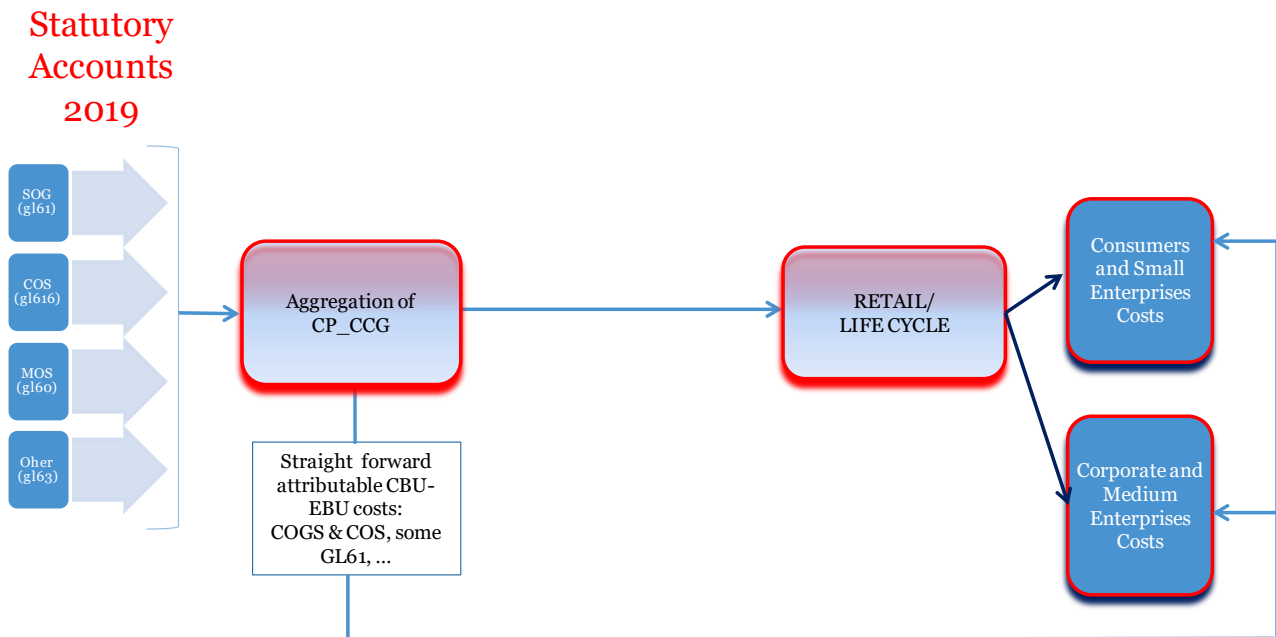 Statutory
Accounts
2019
SOG
(gl61)
COS
(gl616)
MOS
(gl60)
Oher
(gl63)
Aggregation of
CP_CCG
Straight forward
attributable CBU-
EBU costs:
COGS & COS, some
GL61, ...
RETAIL/
LIFE CYCLE
Consumers
and Small
Enterprises
Costs
Corporate and
Medium
Enterprises
Costs